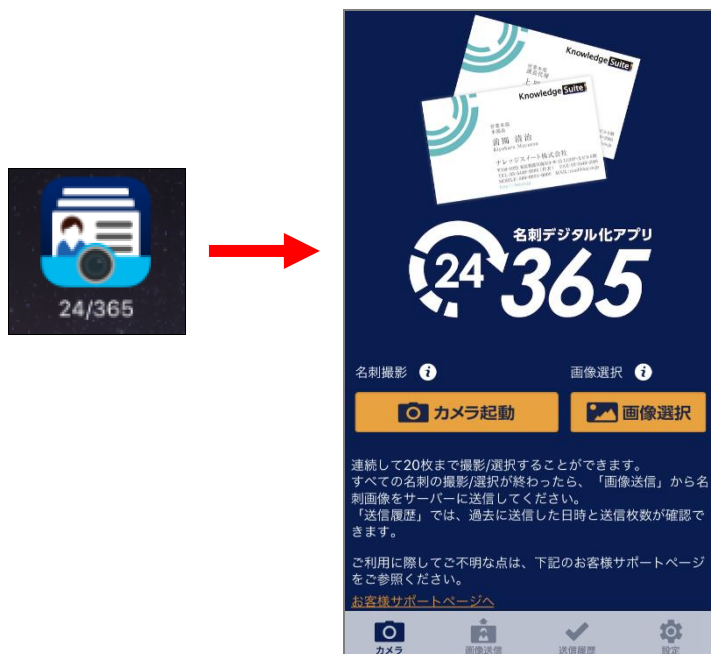 24/365
Knowledge Suite
Knowledge Suite
名刺デジタル化アプリ
24
365
名刺撮影 i
画像選択 i
カメラ起動
画像選択
連続して20枚まで撮影/選択することができます。
すべての名刺の撮影/選択が終わったら、「画像送信」から名
刺画像をサーバーに送信してください。
「送信履歴」では、過去に送信した日時と送信枚数が確認で
きます。
ご利用に際してご不明な点は、下記のお客様サポートページ
をご参照ください。
お客様サポートページへ
カメラ
画像送信
送信履歴
設定